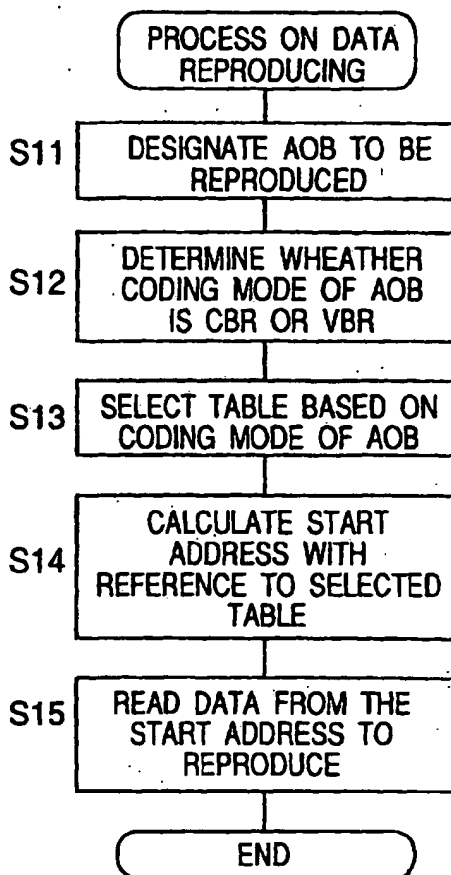 PROCESS ON DATA
REPRODUCING
S11
DESIGNATE AOB TO BE
REPRODUCED
S12
DETERMINE WHEATHER
CODING MODE OF AOB
IS CBR OR VBR
S13
SELECT TABLE BASED ON
CODING MODE OF AOB
S14
CALCULATE START
ADDRESS WITH
REFERENCE TO SELECTED
TABLE
S15
READ DATA FROM THE
START ADDRESS TO
REPRODUCE
END